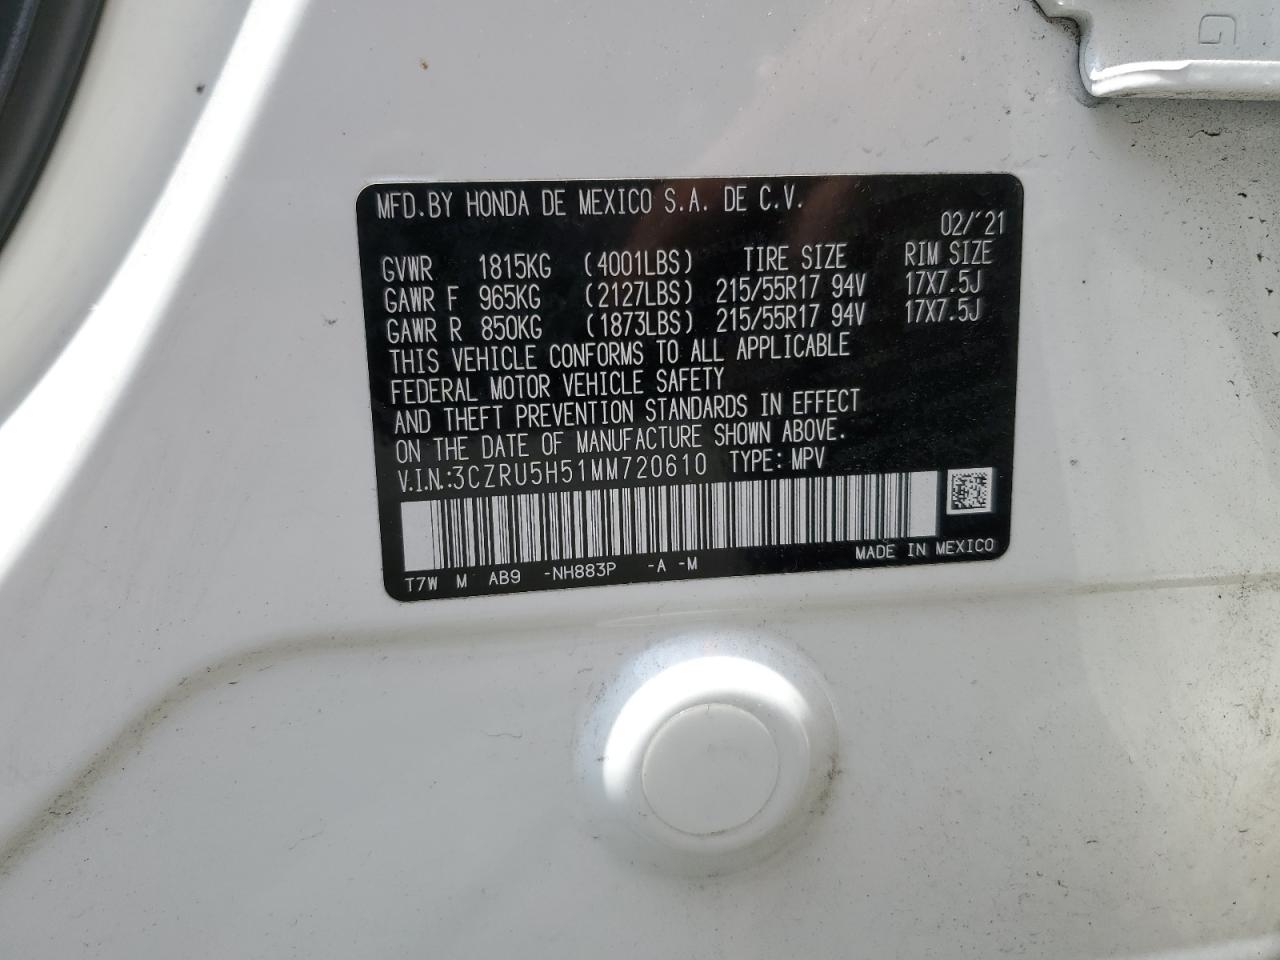 G
MFD.BY HONDA DE MEXICO S.A. DE C.V.
02/'21
GVWR 1815KG (4001LBS) TIRE SIZE RIM SIZE
GAWR F 965KG (2127LBS) 215/55R17 94V 17X7.5J
GAWR R 850KG (1873LBS) 215/55R17 94V 17X7.5J
THIS VEHICLE CONFORMS TO ALL APPLICABLE
FEDERAL MOTOR VEHICLE SAFETY
AND THEFT PREVENTION STANDARDS IN EFFECT
ON THE DATE OF MANUFACTURE SHOWN ABOVE.
V.I.N.:3CZRU5H51MM720610 TYPE: MPV
T7W M AB9 -NH883P -A -M MADE IN MEXICO